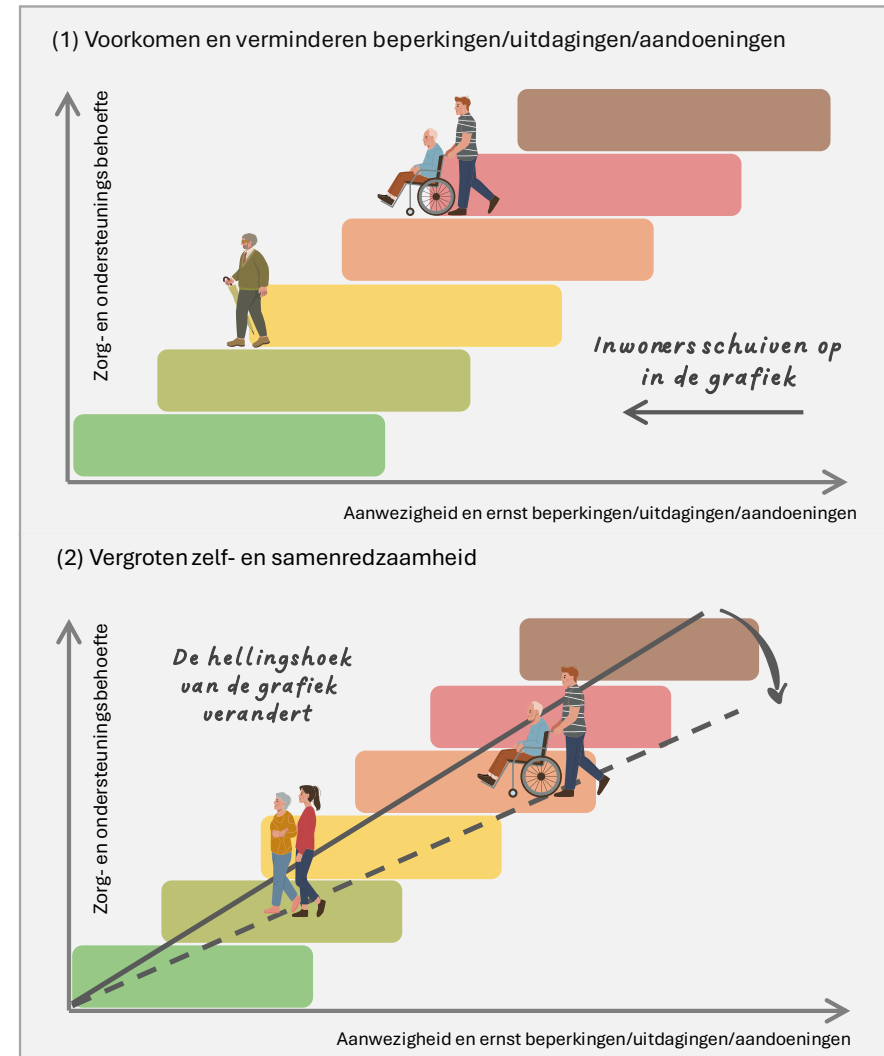 (1) Voorkomen en verminderen beperkingen/uitdagingen/aandoeningen
Zorg- en ondersteuningsbehoefte
Inwoners schuiven op
in de grafiek
Aanwezigheid en ernst beperkingen/uitdagingen/aandoeningen
(2) Vergroten zelf- en samenredzaamheid
Zorg- en ondersteuningsbehoefte
De hellingshoek
van de grafiek
verandert
Aanwezigheid en ernst beperkingen/uitdagingen/aandoeningen